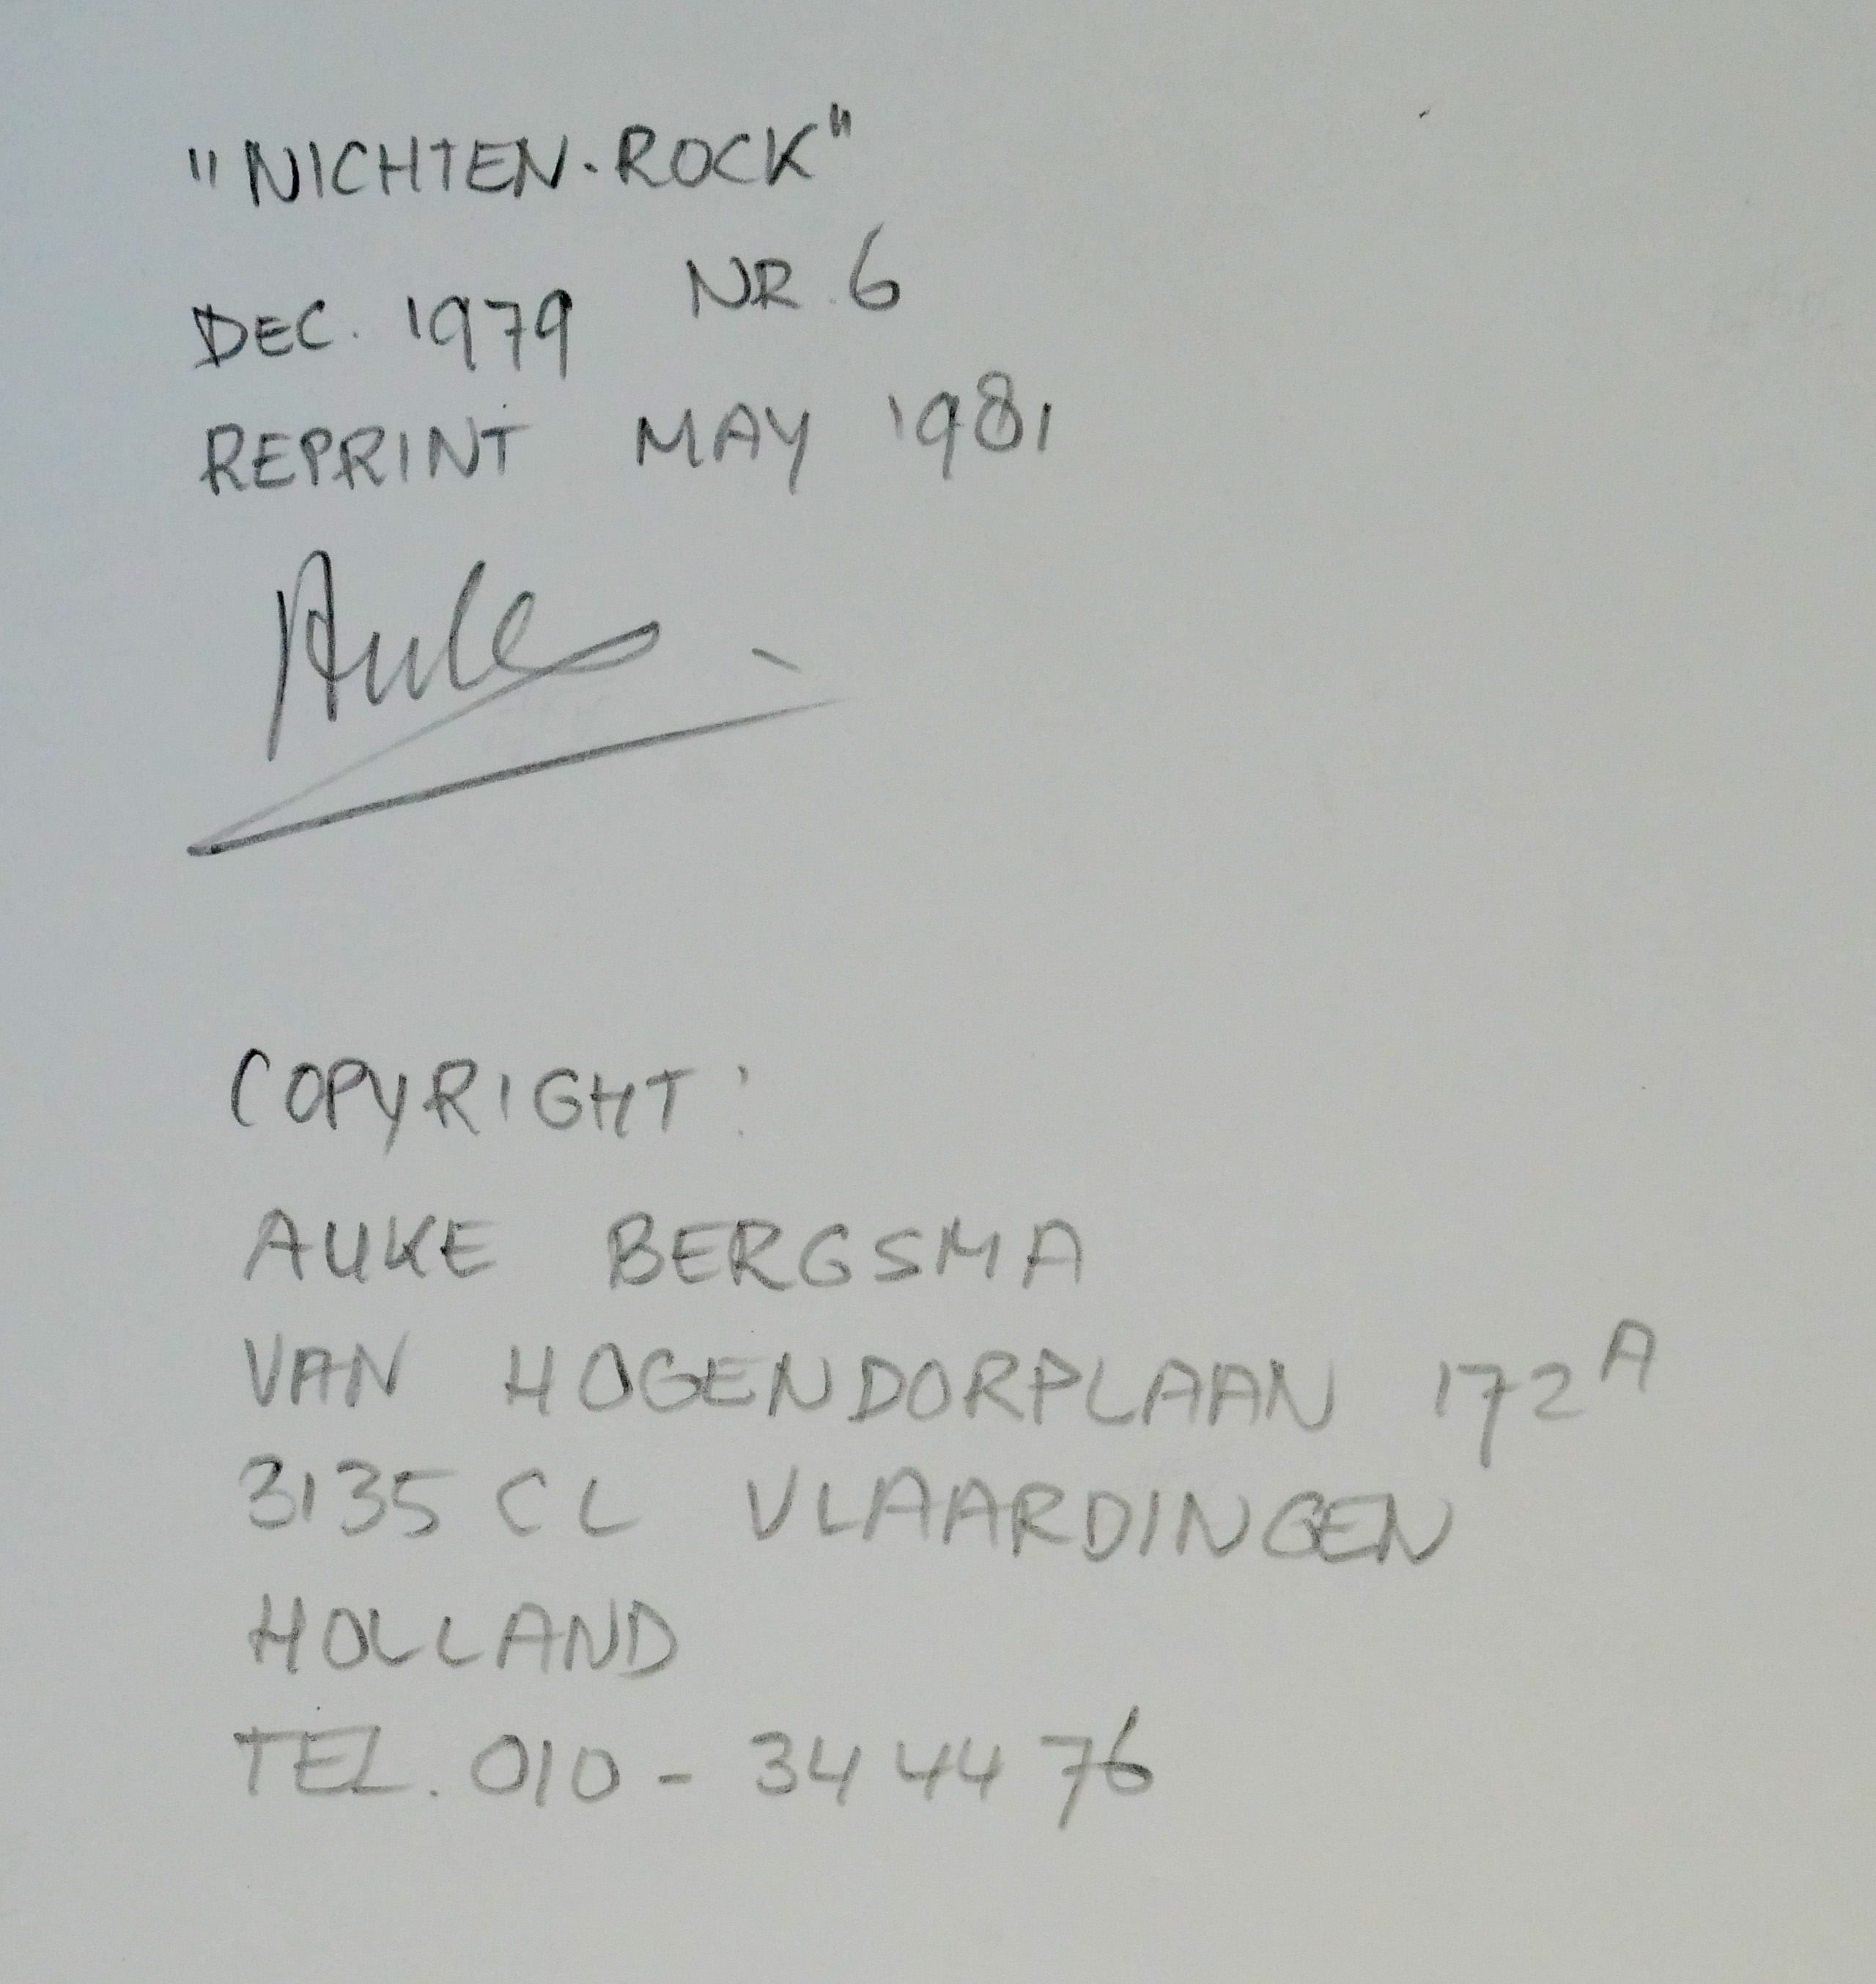 "NICHTEN-ROCK"
DEC. 1979 NR. 6
REPRINT MAY 1981
Auke
COPYRIGHT:
AUKE BERGSMA
VAN HOGENDORPLAAN 172A
3135 CL VLAARDINGEN
HOLLAND
TEL. 010 - 34 44 76